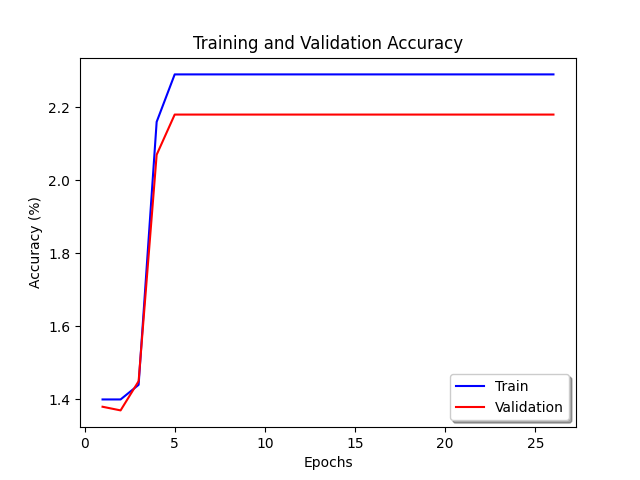 Training and Validation Accuracy
Accuracy (%)
2.2
2.0
1.8
1.6
1.4
0 5 10 15 20 25
Epochs
Train
Validation